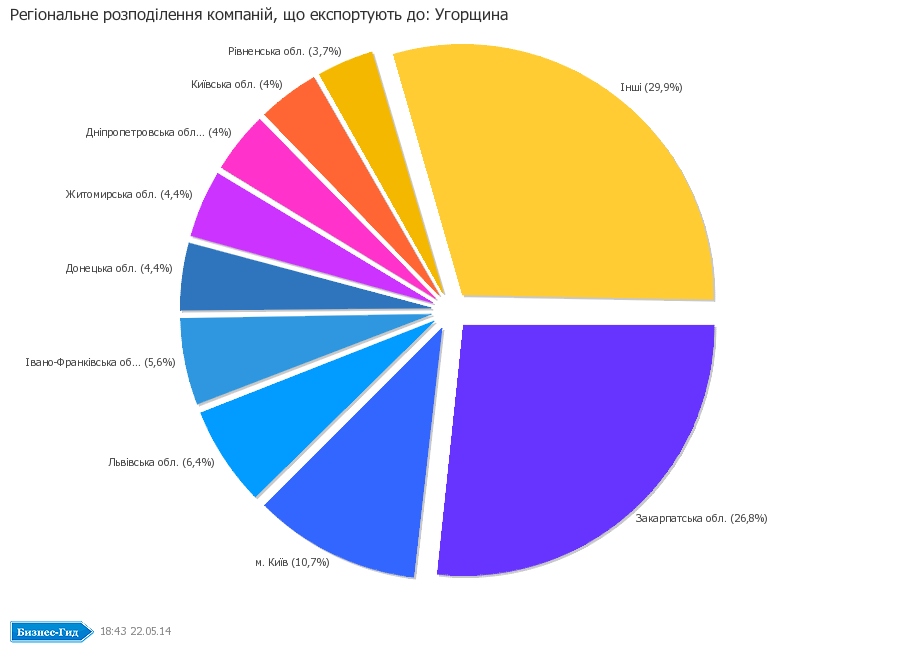 Регіональне розподілення компаній, що експортують до: Угорщина
Рівненська обл. (3,7%)
Київська обл. (4%)
Інші (29,9%)
Дніпропетровська обл... (4%)
Житомирська обл. (4,4%)
Донецька обл. (4,4%)
Івано-Франківська об... (5,6%)
Львівська обл. (6,4%)
Закарпатська обл. (26,8%)
м. Київ (10,7%)
Бизнес-Гид 18:43 22.05.14